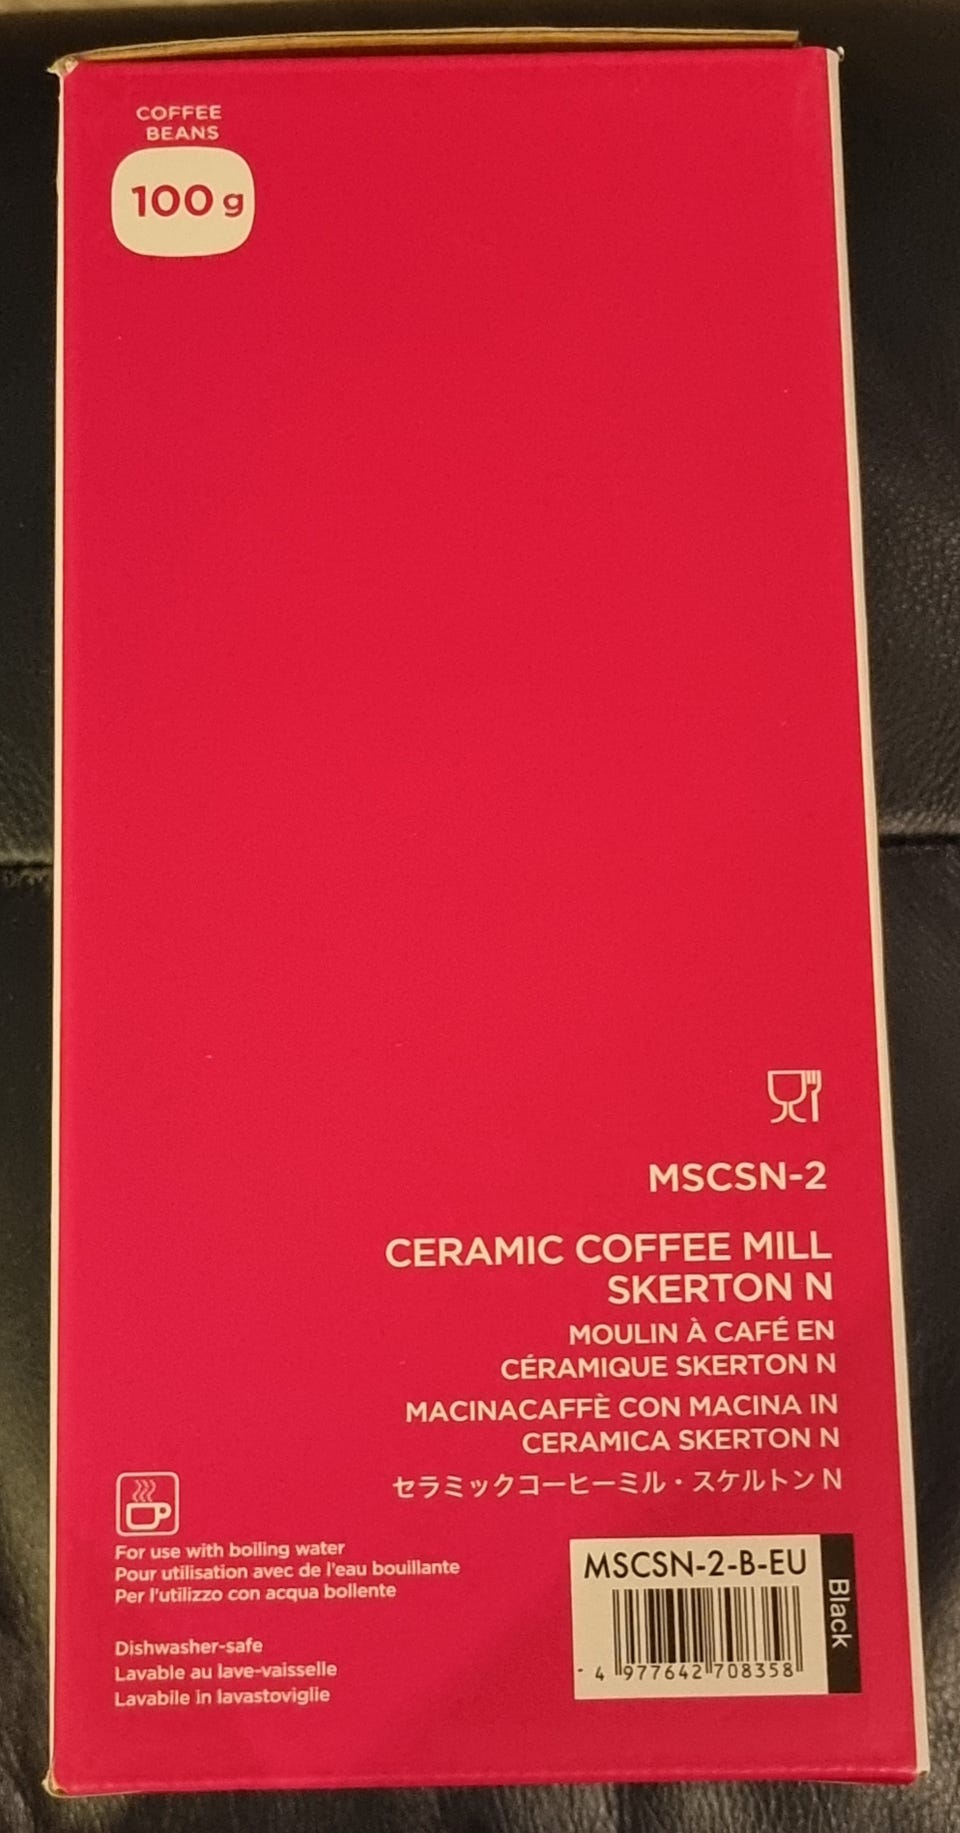 COFFEE
BEANS
100 g
MSCSN-2
CERAMIC COFFEE MILL
SKERTON N
MOULIN À CAFÉ EN
CÉRAMIQUE SKERTON N
MACINACAFFÈ CON MACINA IN
CERAMICA SKERTON N
セラミックコーヒーミル・スケルトン N
For use with boiling water
Pour utilisation avec de l'eau bouillante
Per l'utilizzo con acqua bollente
Dishwasher-safe
Lavable au lave-vaisselle
Lavabile in lavastoviglie
MSCSN-2-B-EU
Black
4 977642 708358